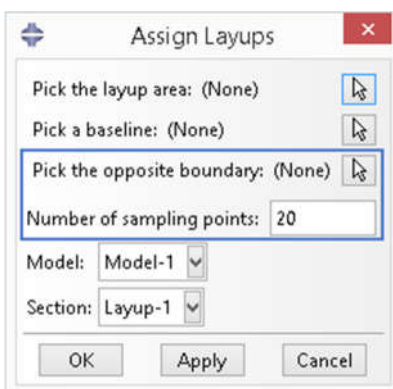 Assign Layups
Pick the layup area: (None)
Pick a baseline: (None)
Pick the opposite boundary: (None)
Number of sampling points: 20
Model: Model-1
Section: Layup-1
OK Apply Cancel